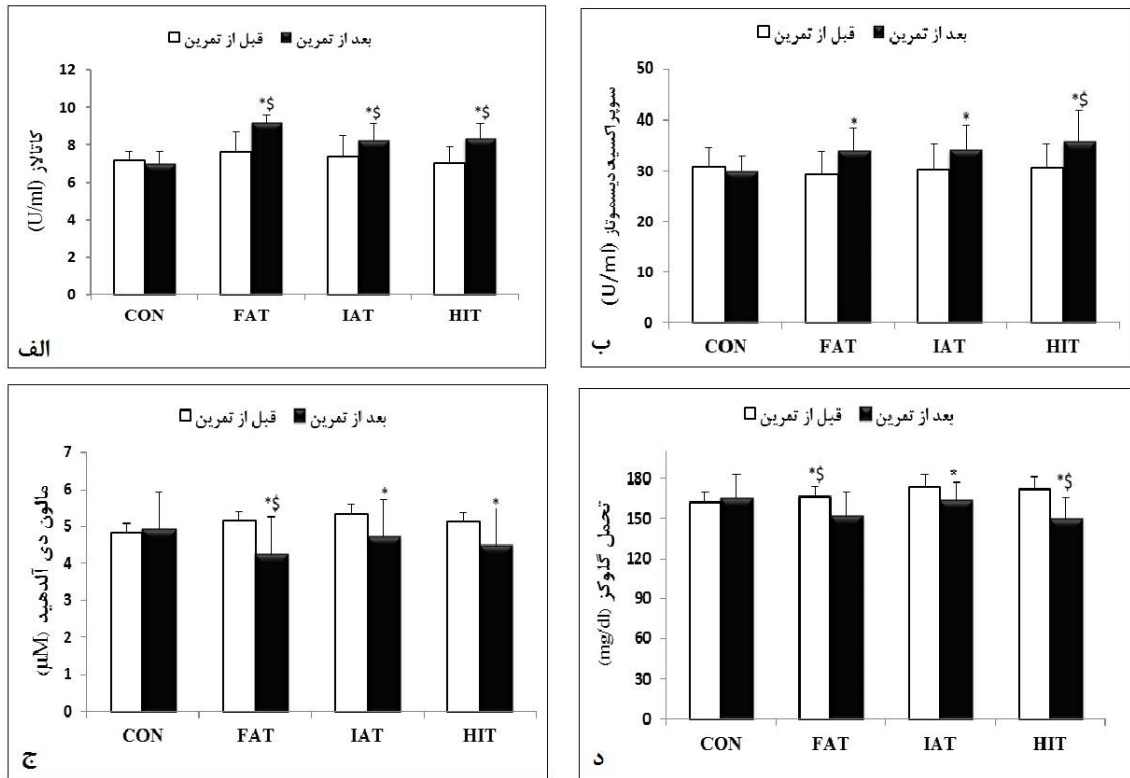 قبل از تمرین بعد از تمرین
کاتالاز (U/ml)
12
10
8
6
4
2
0
*$ *$ *$
CON FAT IAT HIT
الف
قبل از تمرین بعد از تمرین
سوپراکسید دیسموتاز (U/ml)
50
40
30
20
10
0
* * *$
CON FAT IAT HIT
ب
قبل از تمرین بعد از تمرین
مالون دی آلدهید (µM)
7
6
5
4
3
2
1
0
*$ * *
CON FAT IAT HIT
ج
قبل از تمرین بعد از تمرین
تحمل گلوکز (mg/dl)
180
150
120
90
60
30
0
*$ * *$
CON FAT IAT HIT
د